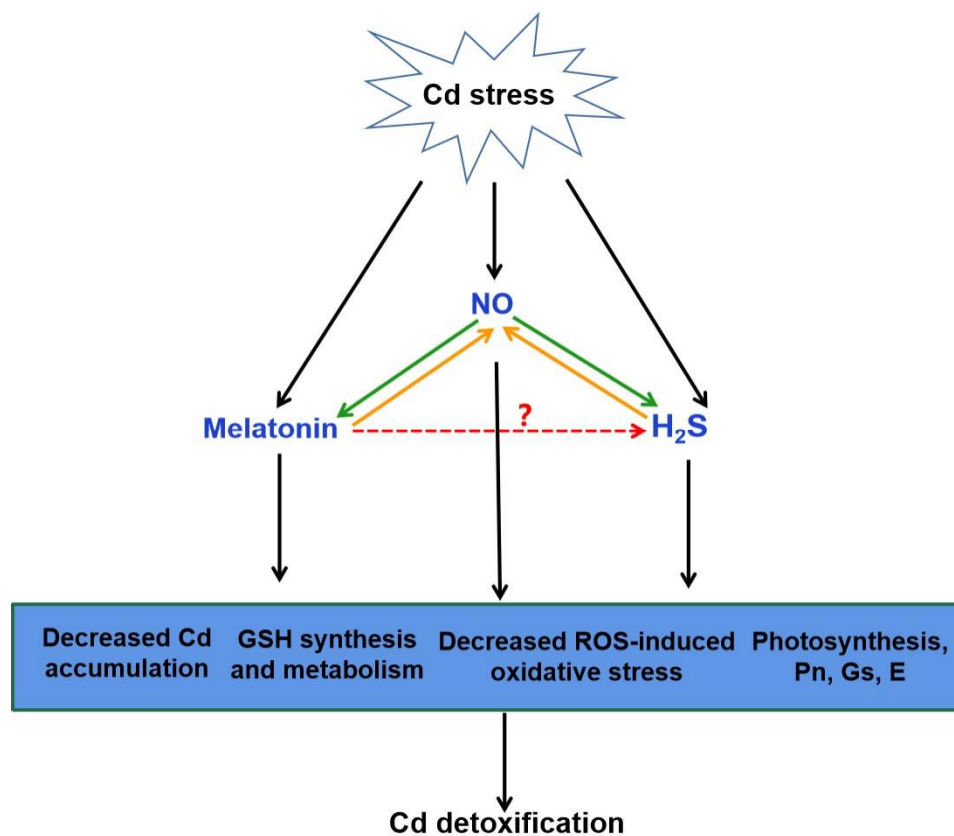 Cd stress
NO
?
Melatonin
H₂S
Decreased Cd
accumulation
GSH synthesis
and metabolism
Decreased ROS-induced
oxidative stress
Photosynthesis,
Pn, Gs, E
Cd detoxification